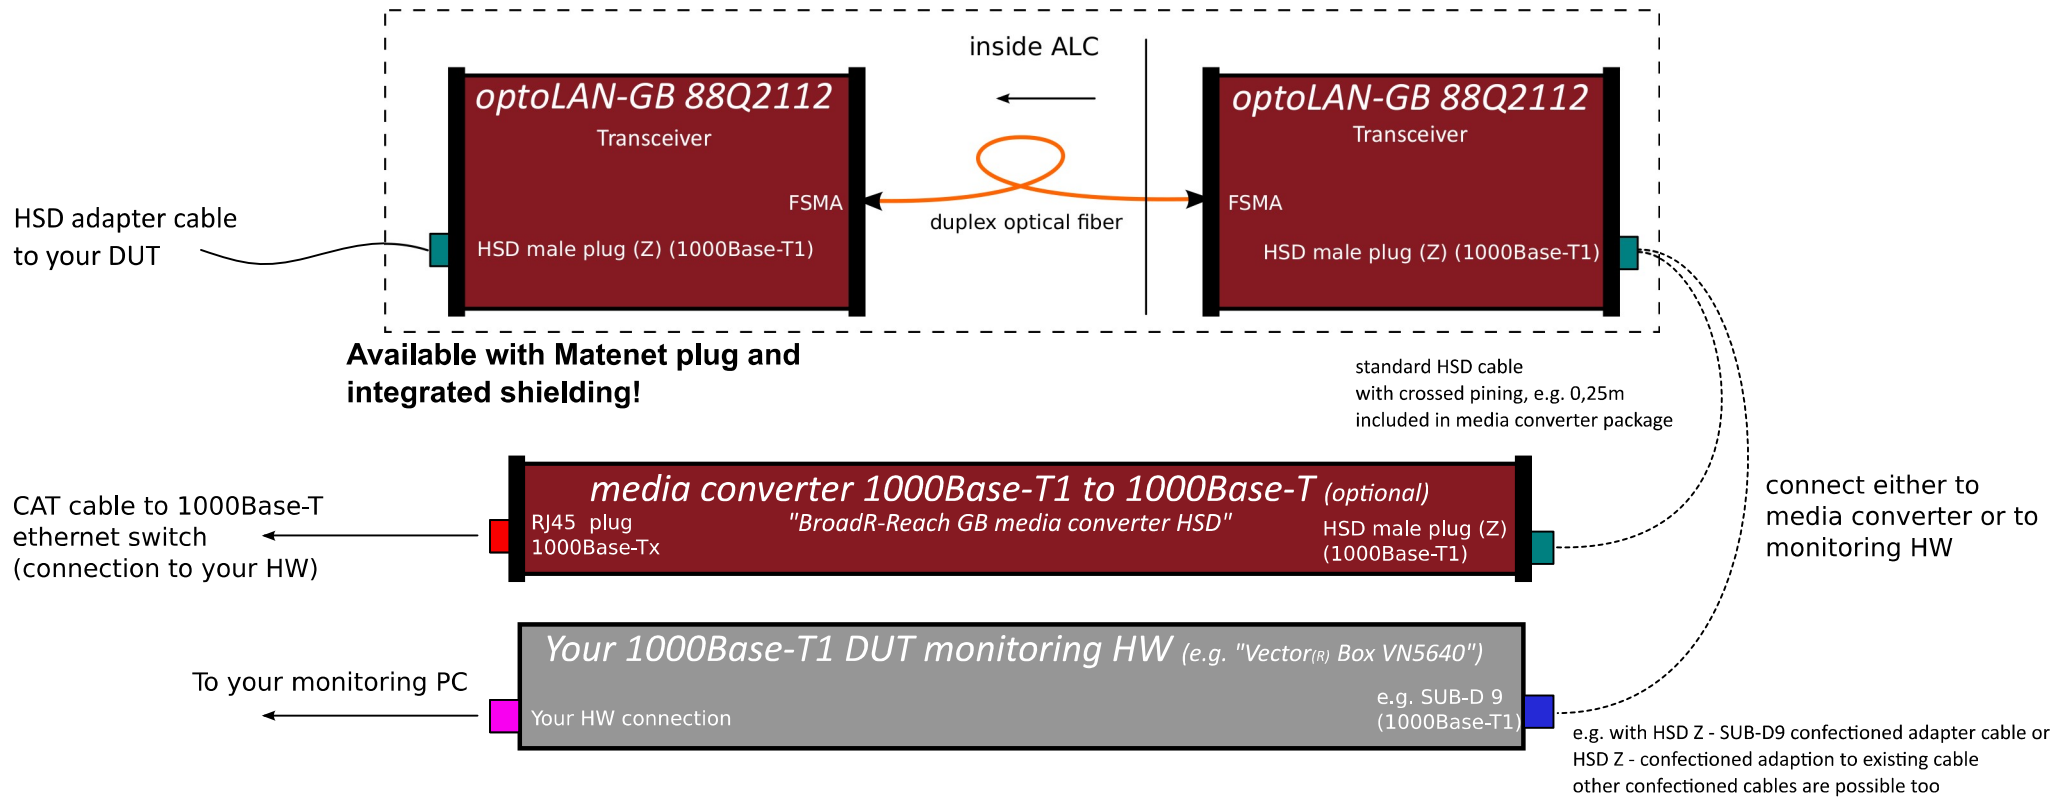 inside ALC
optoLAN-GB 88Q2112
Transceiver
FSMA
HSD male plug (Z) (1000Base-T1)
duplex optical fiber
optoLAN-GB 88Q2112
Transceiver
FSMA
HSD male plug (Z) (1000Base-T1)
HSD adapter cable
to your DUT
Available with Matenet plug and
integrated shielding!
standard HSD cable
with crossed pining, e.g. 0,25m
included in media converter package
CAT cable to 1000Base-T
ethernet switch
(connection to your HW)
media converter 1000Base-T1 to 1000Base-T (optional)
"BroadR-Reach GB media converter HSD"
RJ45 plug
1000Base-Tx
HSD male plug (Z)
(1000Base-T1)
connect either to
media converter or to
monitoring HW
To your monitoring PC
Your 1000Base-T1 DUT monitoring HW (e.g. "Vector(R) Box VN5640")
Your HW connection
e.g. SUB-D 9
(1000Base-T1)
e.g. with HSD Z - SUB-D9 confectioned adapter cable or
HSD Z - confectioned adaption to existing cable
other confectioned cables are possible too